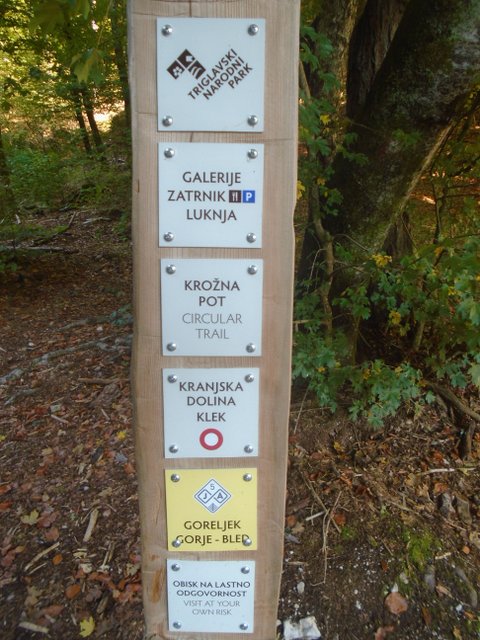 TRIGLAVSKI
NARODNI
PARK
GALERIJE
ZATRNIK P
LUKNJA
KROŽNA
POT
CIRCULAR
TRAIL
KRANJSKA
DOLINA
KLEK
5
J A
GORELJEK
GORJE - BLED
OBISK NA LASTNO
ODGOVORNOST
VISIT AT YOUR
OWN RISK